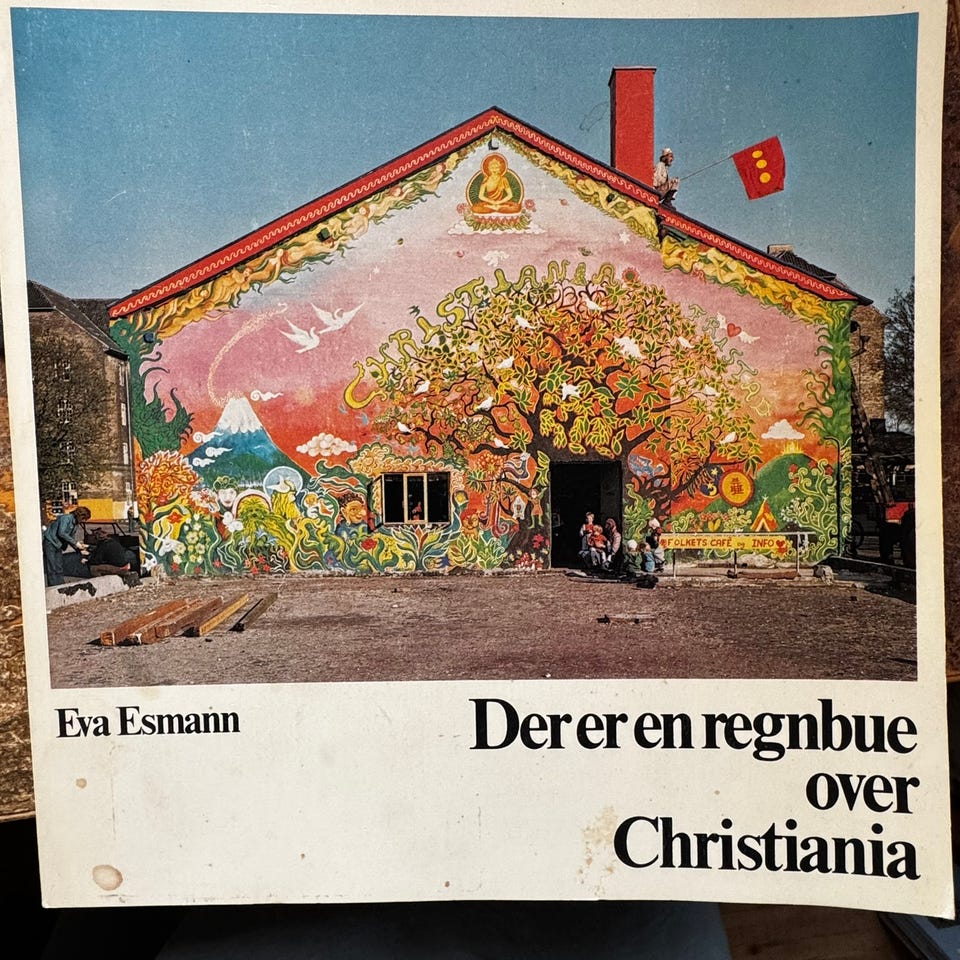 CHRISTIANIA
FOLKETS CAFÉ og INFO
Eva Esmann
Der er en regnbue
over
Christiania